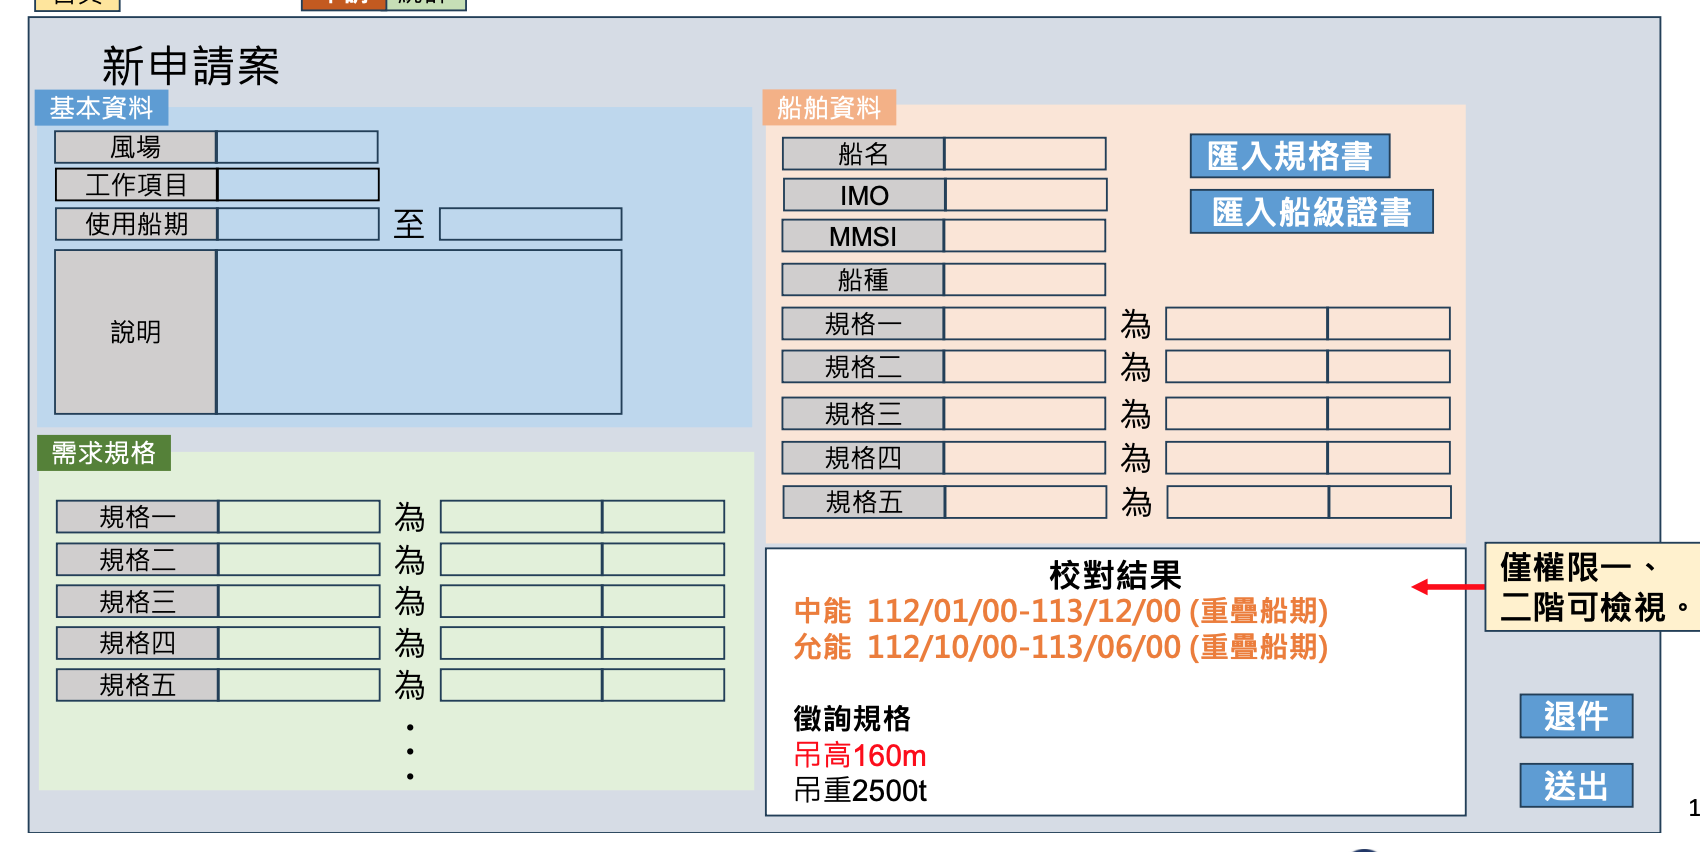 新申請案
基本資料
風場
工作項目
使用船期 至
說明
需求規格
規格一 為
規格二 為
規格三 為
規格四 為
規格五 為
船舶資料
船名
IMO
MMSI
船種
規格一 為
規格二 為
規格三 為
規格四 為
規格五 為
匯入規格書
匯入船級證書
校對結果
中能 112/01/00-113/12/00 (重疊船期)
允能 112/10/00-113/06/00 (重疊船期)
徵詢規格
吊高160m
吊重2500t
僅權限一、
二階可檢視。
退件
送出
1